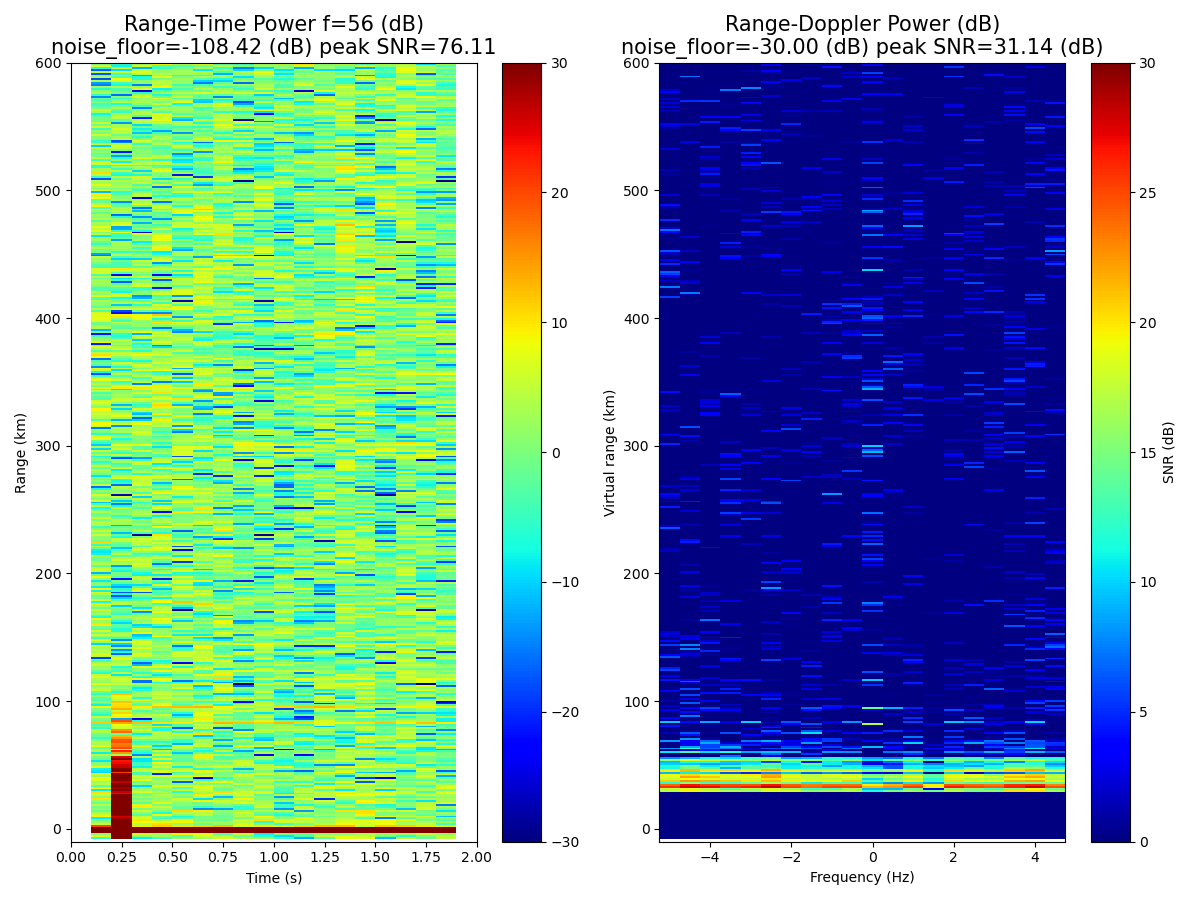 Range-Time Power f=56 (dB)
noise_floor=-108.42 (dB) peak SNR=76.11
600
500
400
300
200
100
0
Range (km)
0.00 0.25 0.50 0.75 1.00 1.25 1.50 1.75 2.00
Time (s)
30
20
10
0
−10
−20
−30
Range-Doppler Power (dB)
noise_floor=-30.00 (dB) peak SNR=31.14 (dB)
600
500
400
300
200
100
0
Virtual range (km)
−4 −2 0 2 4
Frequency (Hz)
30
25
20
15
10
5
0
SNR (dB)